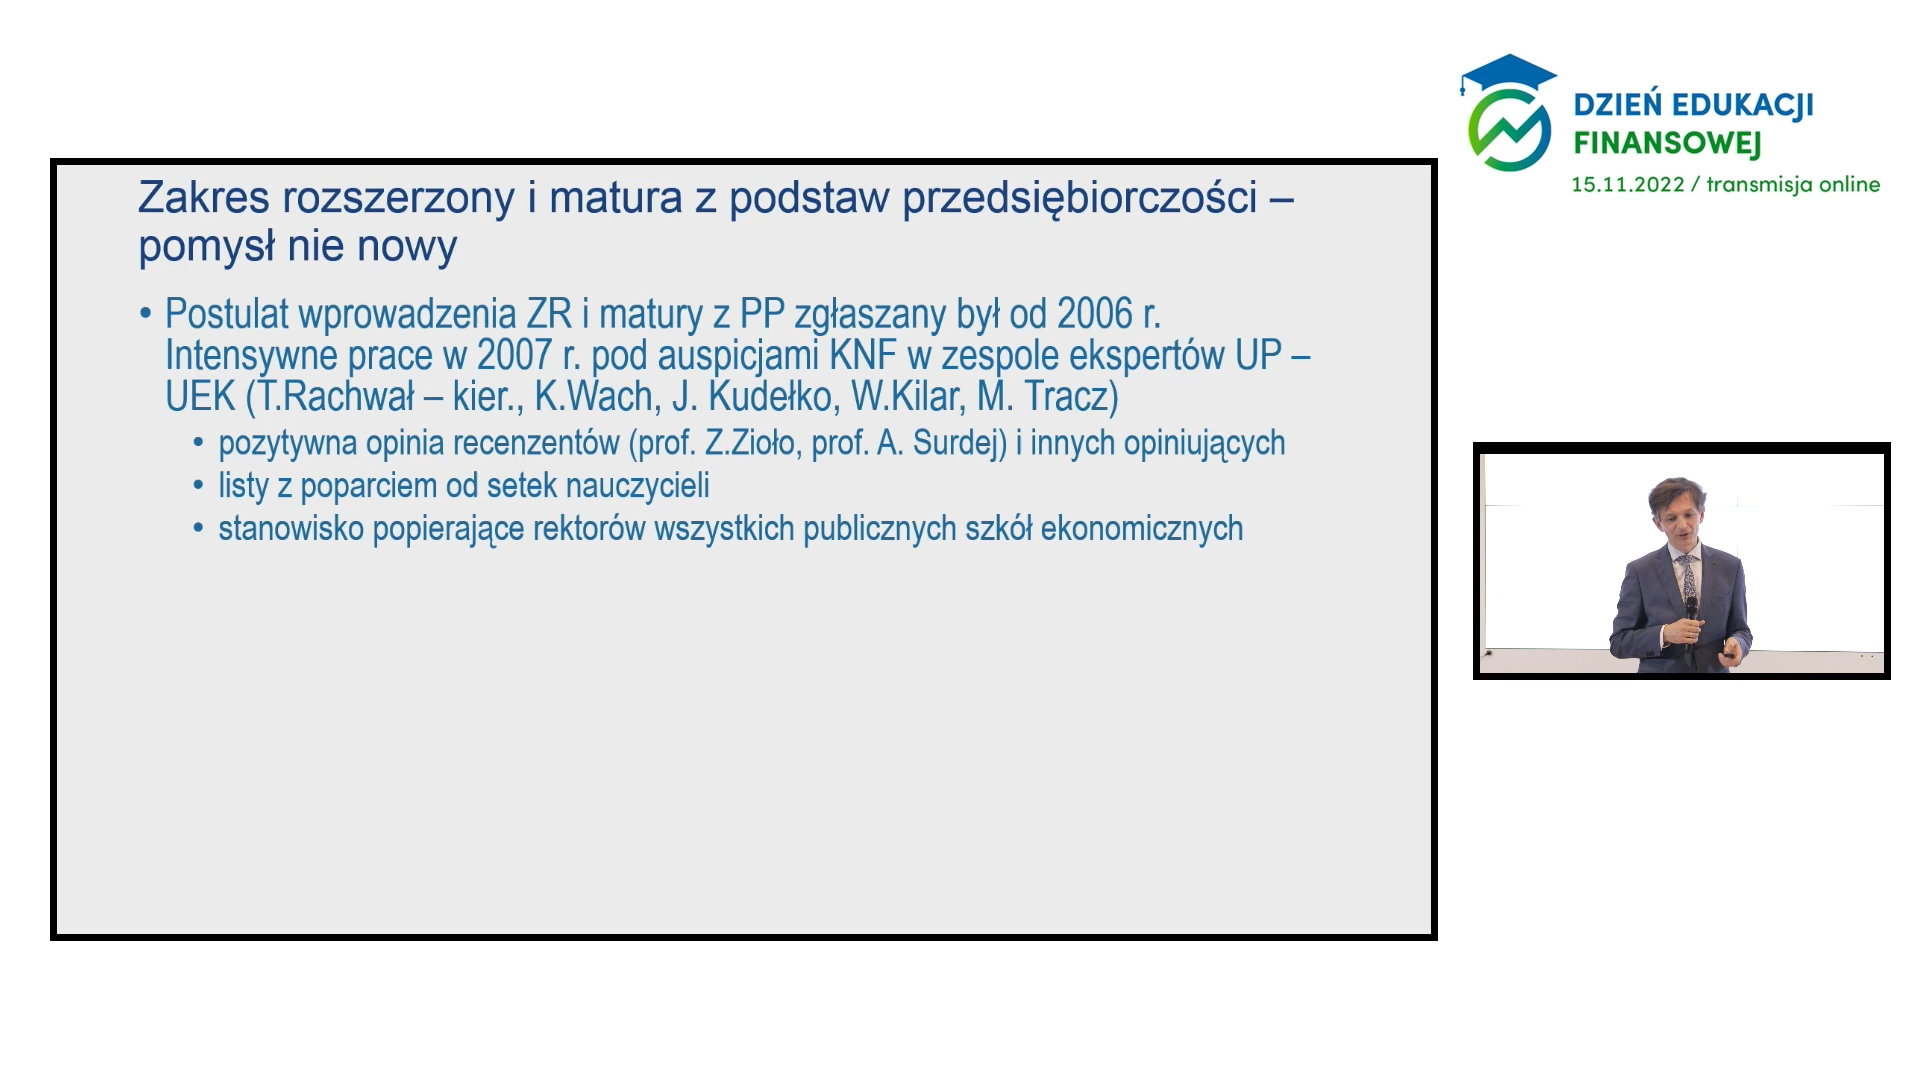 DZIEŃ EDUKACJI
FINANSOWEJ
15.11.2022 / transmisja online
Zakres rozszerzony i matura z podstaw przedsiębiorczości –
pomysł nie nowy
• Postulat wprowadzenia ZR i matury z PP zgłaszany był od 2006 r.
Intensywne prace w 2007 r. pod auspicjami KNF w zespole ekspertów UP –
UEK (T.Rachwał – kier., K.Wach, J. Kudełko, W.Kilar, M. Tracz)
• pozytywna opinia recenzentów (prof. Z.Zioło, prof. A. Surdej) i innych opiniujących
• listy z poparciem od setek nauczycieli
• stanowisko popierające rektorów wszystkich publicznych szkół ekonomicznych